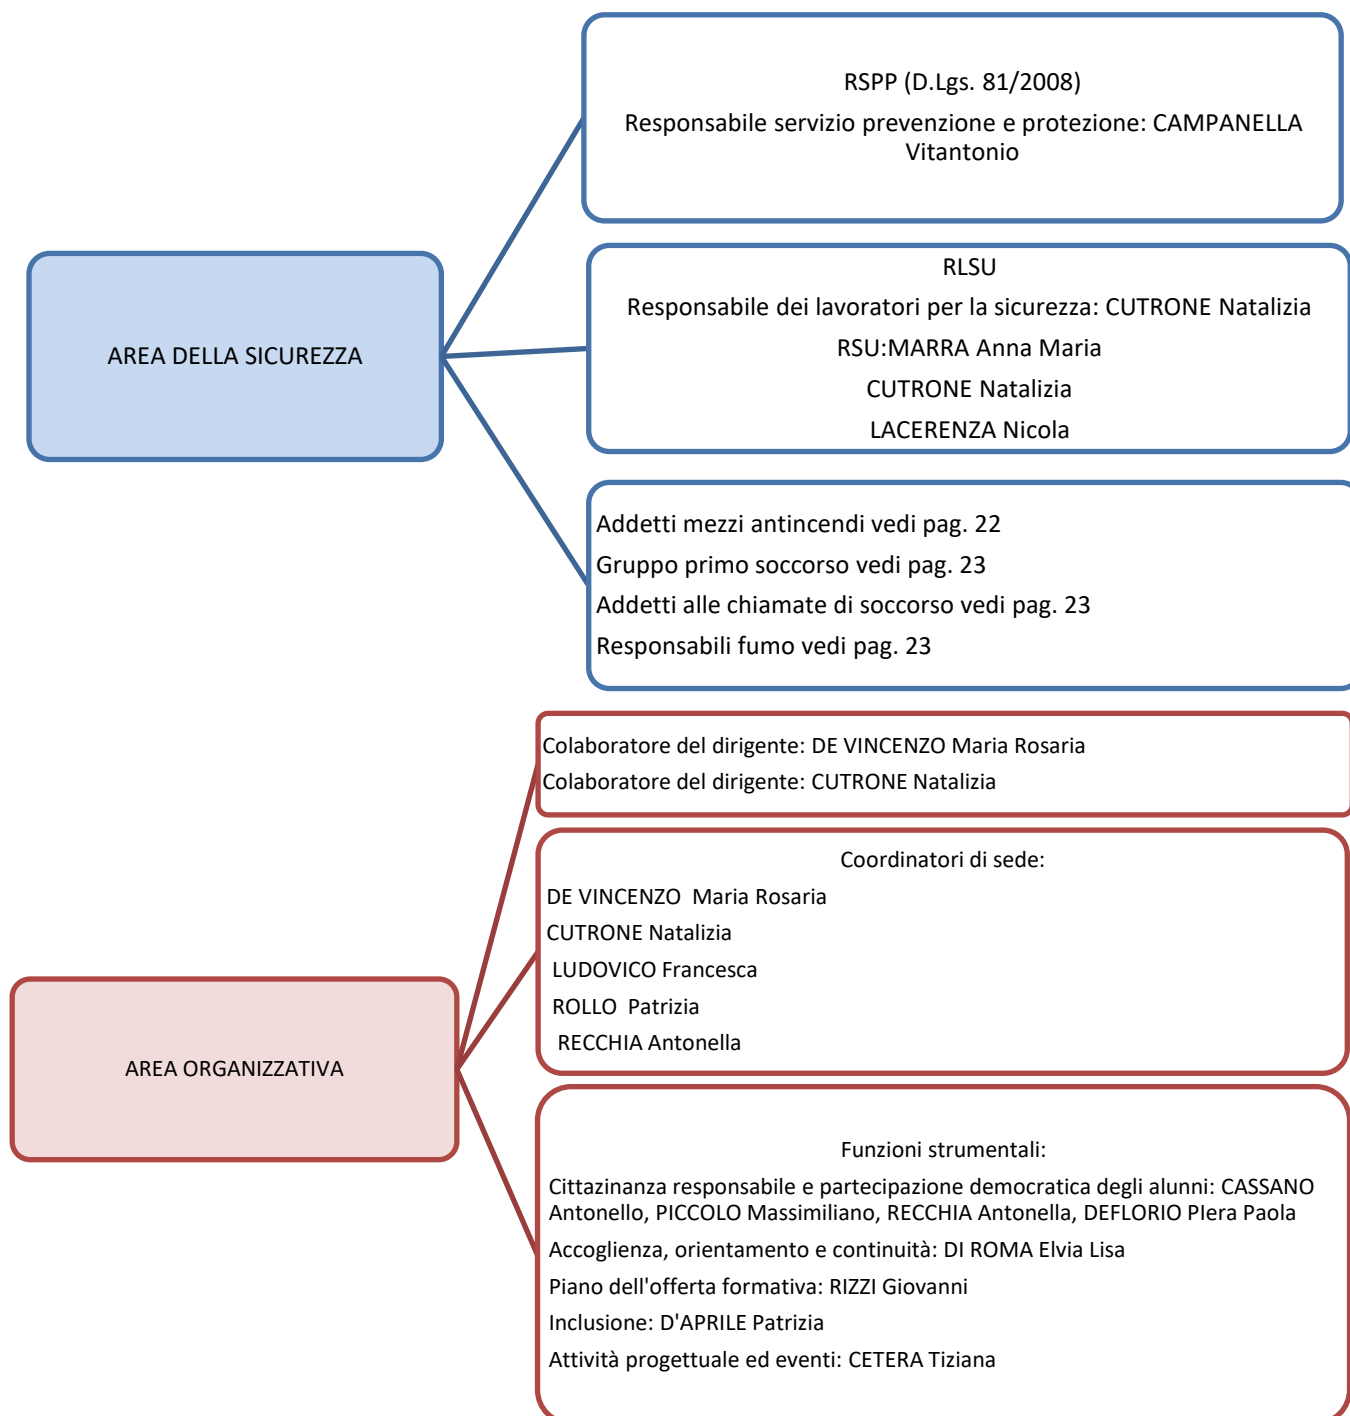 RSPP (D.Lgs. 81/2008)
Responsabile servizio prevenzione e protezione: CAMPANELLA
Vitantonio
AREA DELLA SICUREZZA
RLSU
Responsabile dei lavoratori per la sicurezza: CUTRONE Natalizia
RSU:MARRA Anna Maria
CUTRONE Natalizia
LACERENZA Nicola
Addetti mezzi antincendi vedi pag. 22
Gruppo primo soccorso vedi pag. 23
Addetti alle chiamate di soccorso vedi pag. 23
Responsabili fumo vedi pag. 23
Colaboratore del dirigente: DE VINCENZO Maria Rosaria
Colaboratore del dirigente: CUTRONE Natalizia
Coordinatori di sede:
DE VINCENZO  Maria Rosaria
CUTRONE Natalizia
LUDOVICO Francesca
ROLLO  Patrizia
RECCHIA Antonella
AREA ORGANIZZATIVA
Funzioni strumentali:
Cittazinanza responsabile e partecipazione democratica degli alunni: CASSANO
Antonello, PICCOLO Massimiliano, RECCHIA Antonella, DEFLORIO PIera Paola
Accoglienza, orientamento e continuità: DI ROMA Elvia Lisa
Piano dell'offerta formativa: RIZZI Giovanni
Inclusione: D'APRILE Patrizia
Attività progettuale ed eventi: CETERA Tiziana